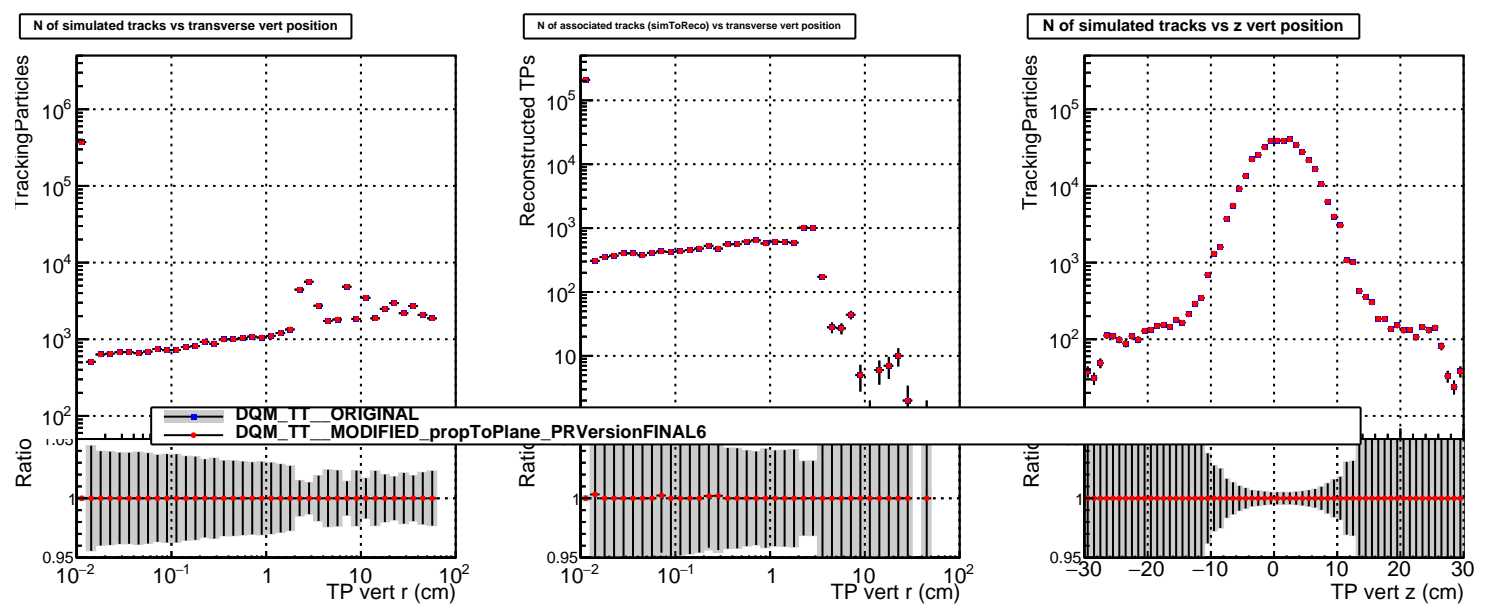 N of simulated tracks vs transverse vert position
TrackingParticles
10^6
10^5
10^4
10^3
10^2
Ratio
1
0.95
10^−2 10^−1 1 10 10^2
TP vert r (cm)
N of associated tracks (simToReco) vs transverse vert position
Reconstructed TPs
10^5
10^4
10^3
10^2
10
Ratio
1
0.95
10^−2 10^−1 1 10 10^2
TP vert r (cm)
N of simulated tracks vs z vert position
TrackingParticles
10^5
10^4
10^3
10^2
Ratio
1
0.95
−30 −20 −10 0 10 20 30
TP vert z (cm)
DQM_TT__ORIGINAL
DQM_TT__MODIFIED_propToPlane_PRVersionFINAL6